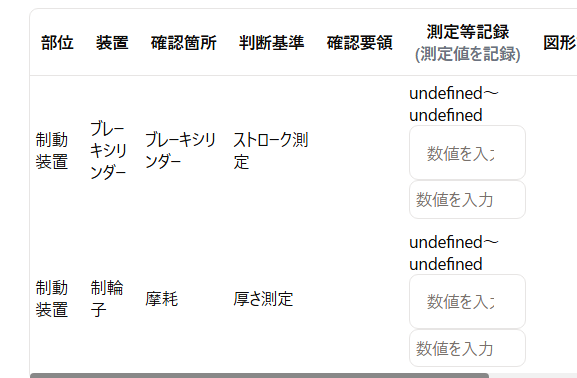 部位 装置 確認箇所 判断基準 確認要領 測定等記録 図形
(測定値を記録)
undefined～
undefined
制動
装置
ブレー
キシリ
ンダー
ブレーキシリ
ンダー
ストローク測
定
数値を入
数値を入力
undefined～
undefined
制動
装置
制輪
子
摩耗
厚さ測定
数値を入
数値を入力